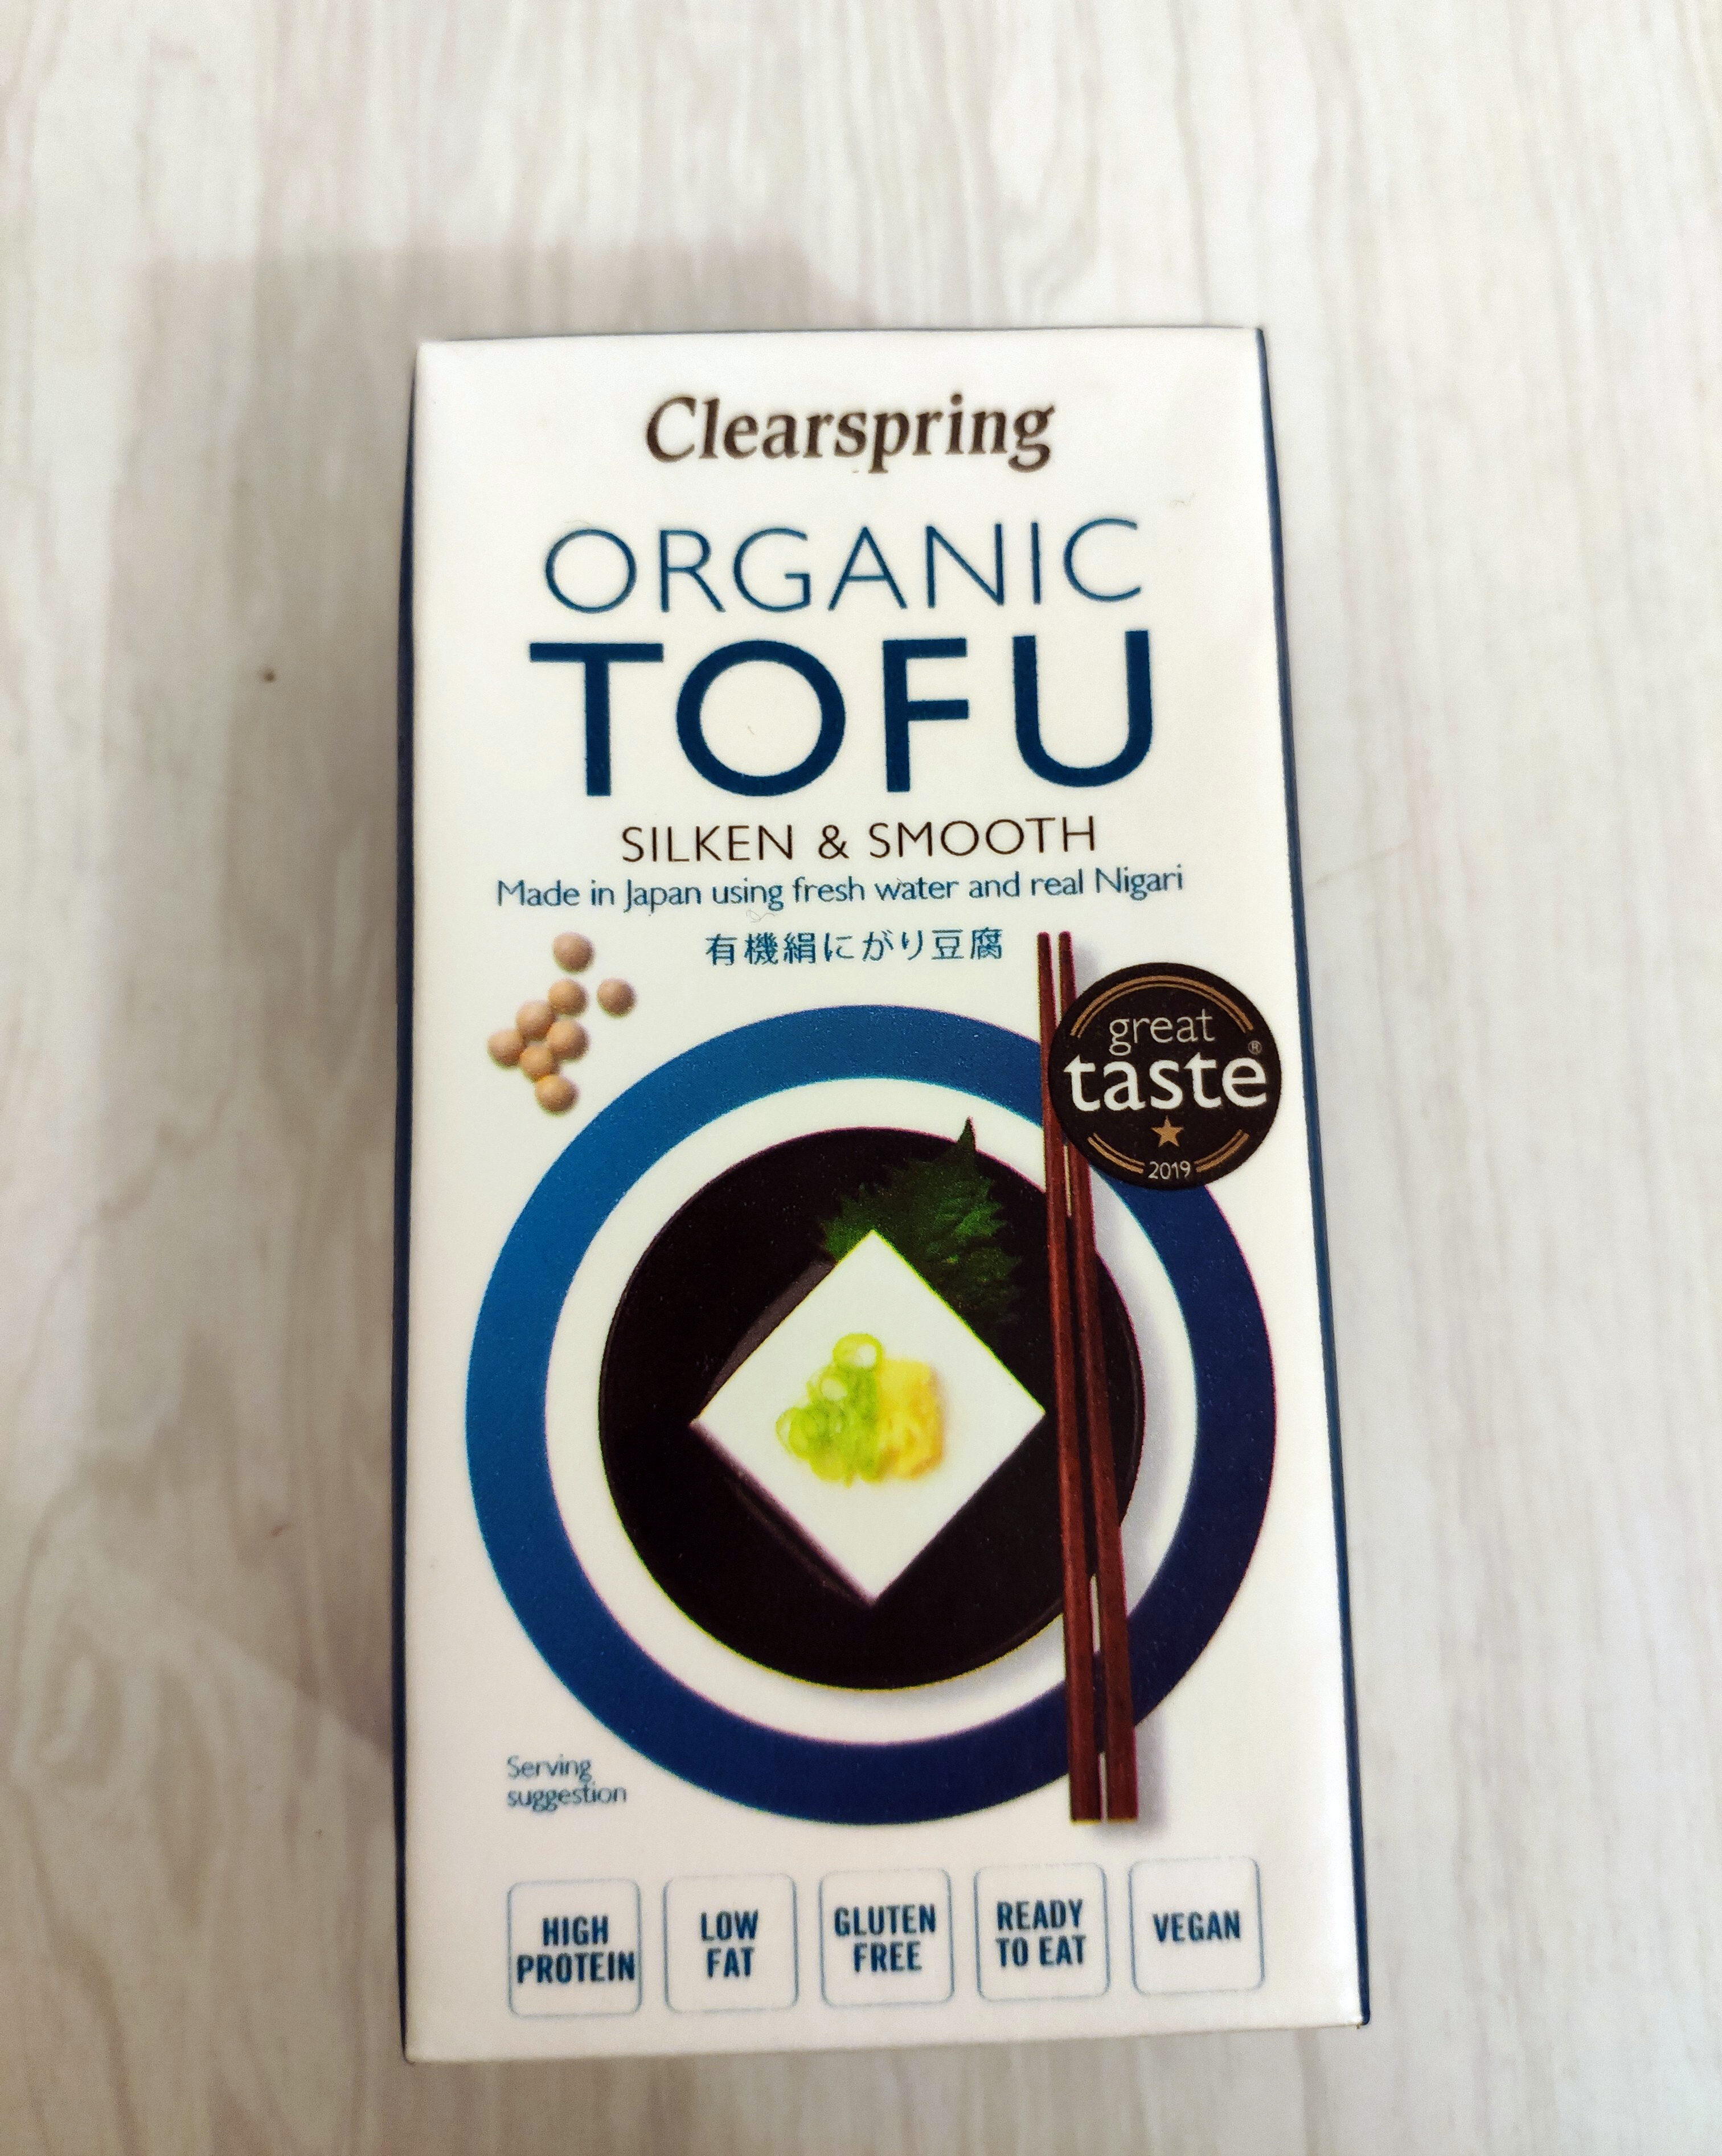 Clearspring
ORGANIC
TOFU
SILKEN & SMOOTH
Made in Japan using fresh water and real Nigari
有機絹にがり豆腐
great
taste®
2019
Serving
suggestion
HIGH
PROTEIN
LOW
FAT
GLUTEN
FREE
READY
TO EAT
VEGAN